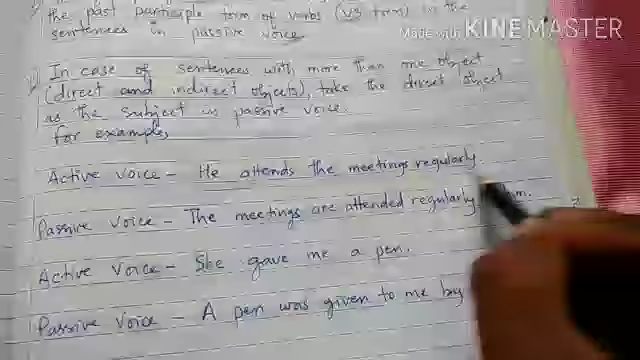 the past participle form of verbs (V3 form) in the
sentences in passive voice
Made with KINEMASTER
In case of sentences with more than one object
(direct and indirect objects), take the direct object
as the subject in passive voice.
For example,
Active voice - He attends the meetings regularly
Passive voice - The meetings are attended regularly
Active voice - She gave me a pen.
Passive voice - A pen was given to me by